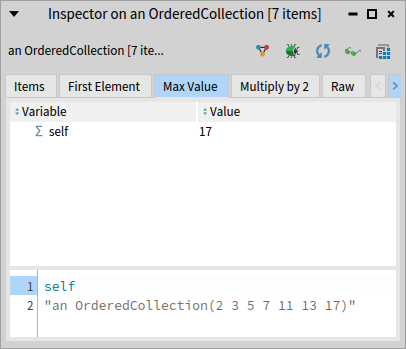 Inspector on an OrderedCollection [7 items]
an OrderedCollection [7 ite...
Items First Element Max Value Multiply by 2 Raw
Variable Value
Σ self 17
1 self
2 "an OrderedCollection(2 3 5 7 11 13 17)"